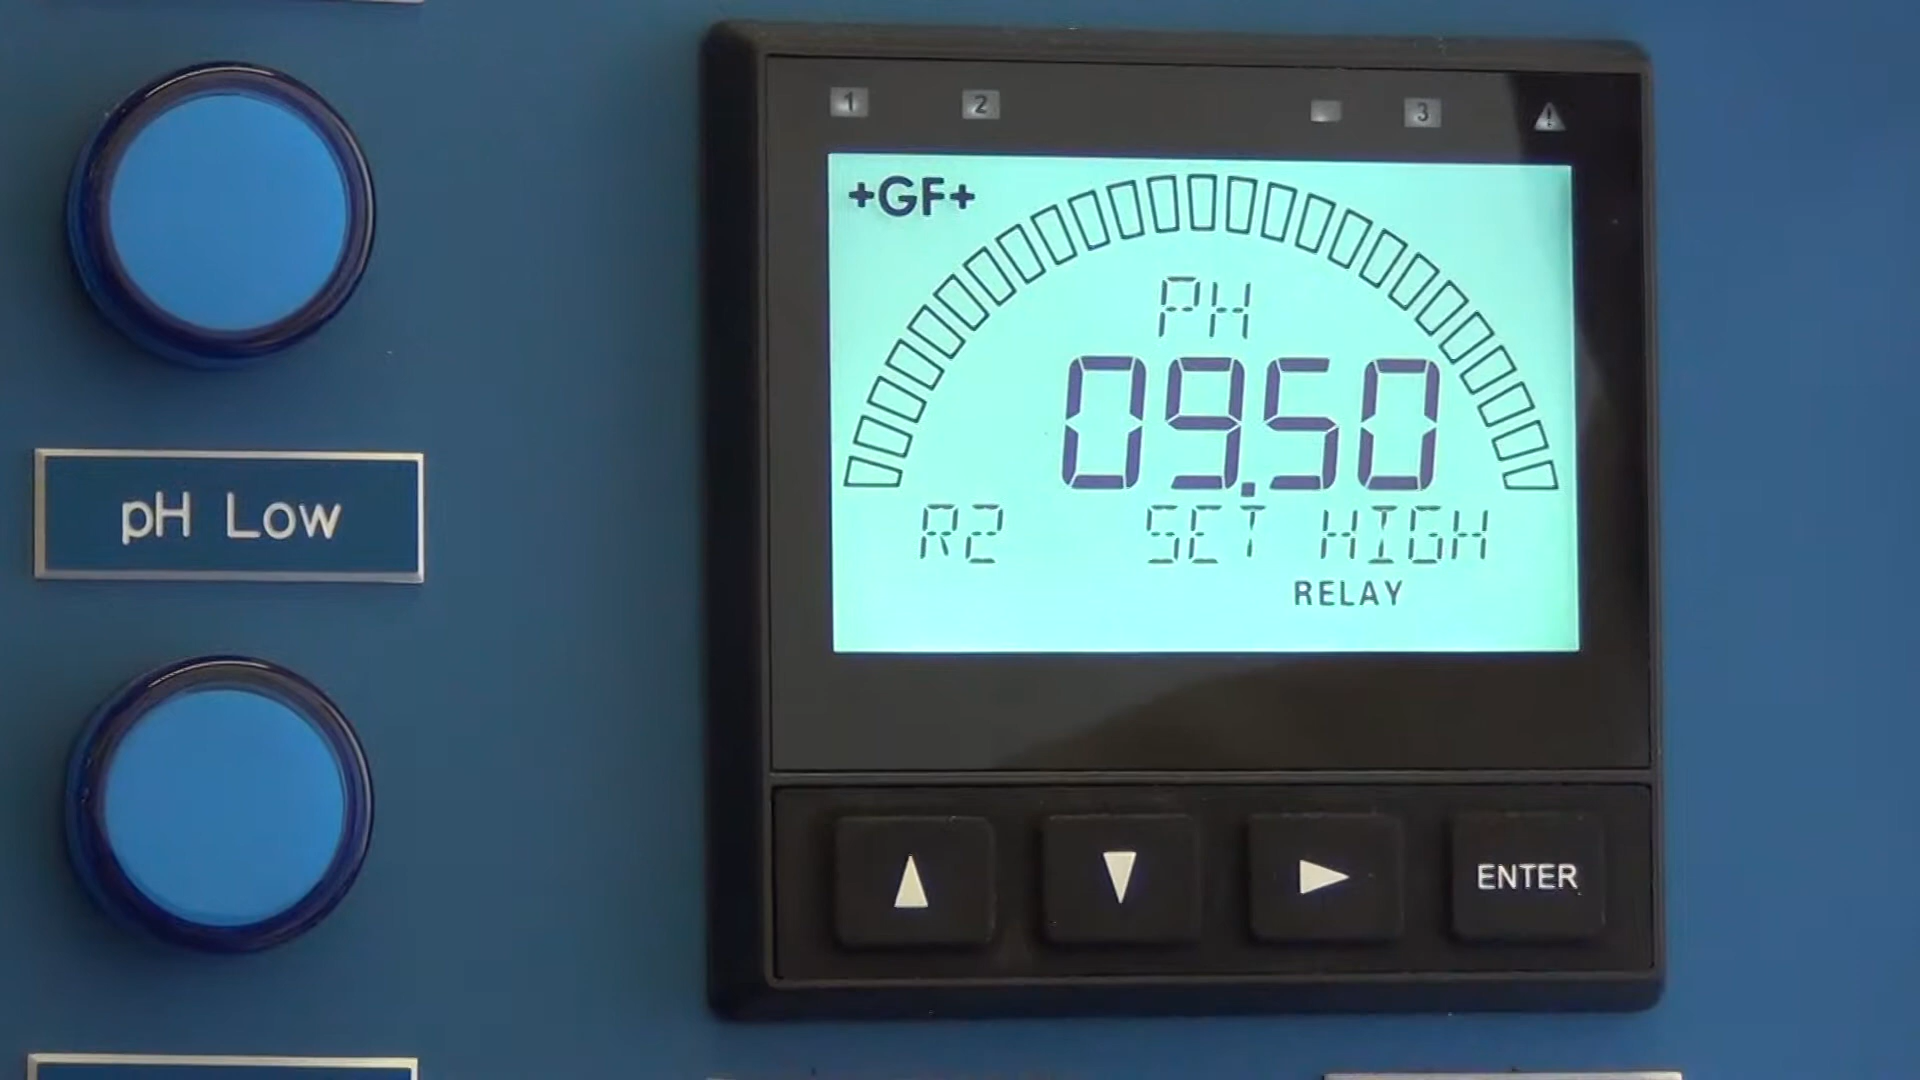 pH Low
1 2 3
+GF+
PH
09.50
R2 SET HIGH
RELAY
ENTER